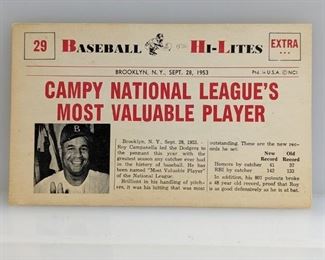 29
BASEBALL HI-LITES
EXTRA...
BROOKLYN, N.Y., SEPT. 28, 1953
Ptd. in U.S.A. ©NCI
CAMPY NATIONAL LEAGUE'S
MOST VALUABLE PLAYER
B
Brooklyn, N. Y., Sept. 28, 1953. —
Roy Campanella led the Dodgers to
the pennant this year with the
greatest season any catcher ever had
in the history of baseball. He has
been named "Most Valuable Player"
of the National League.
Brilliant in his handling of pitch-
ers, it was his hitting that was most
outstanding. These are the new rec-
ords he set:
New Old
Record Record
Homers by catcher 41 37
RBI by catcher 142 133
In addition, his 807 putouts broke
a 48 year old record, proof that Roy
is as good defensively as he is at bat.